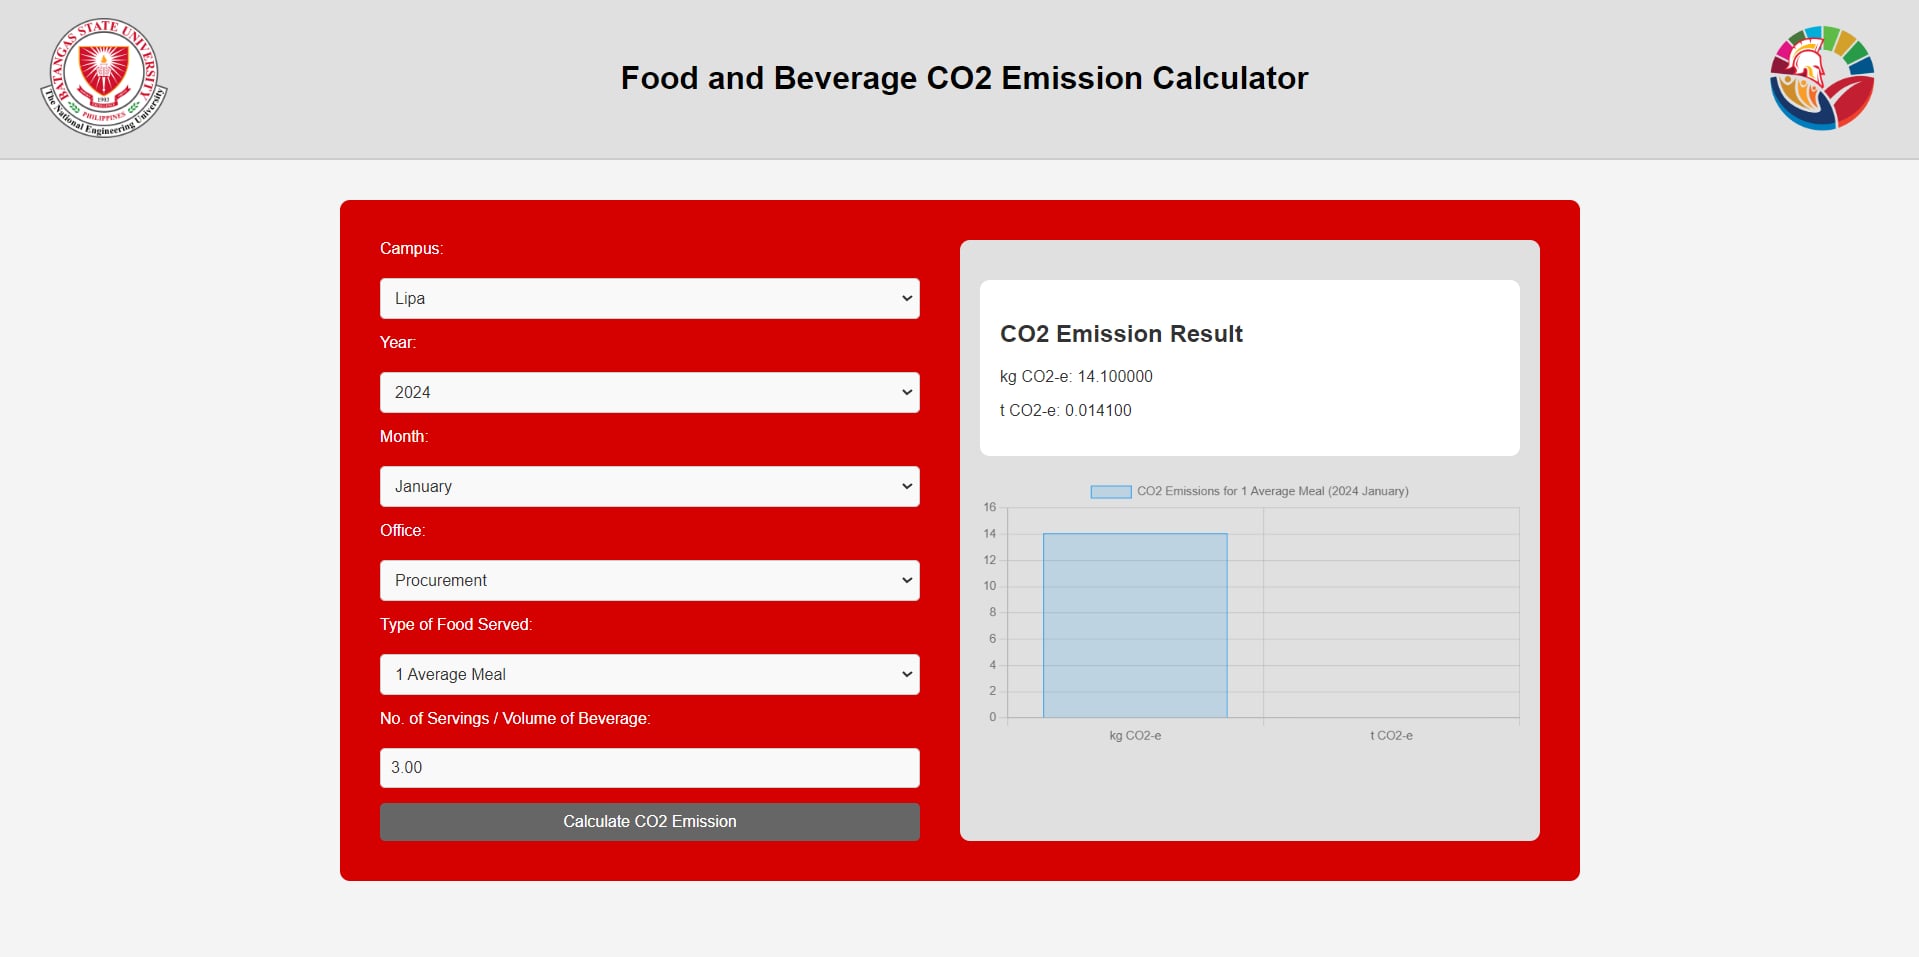 BATANGAS STATE UNIVERSITY
1903
PHILIPPINES
The National Engineering University
Food and Beverage CO2 Emission Calculator
Campus:
Lipa
Year:
2024
Month:
January
Office:
Procurement
Type of Food Served:
1 Average Meal
No. of Servings / Volume of Beverage:
3.00
Calculate CO2 Emission
CO2 Emission Result
kg CO2-e: 14.100000
t CO2-e: 0.014100
CO2 Emissions for 1 Average Meal (2024 January)
16
14
12
10
8
6
4
2
0
kg CO2-e
t CO2-e